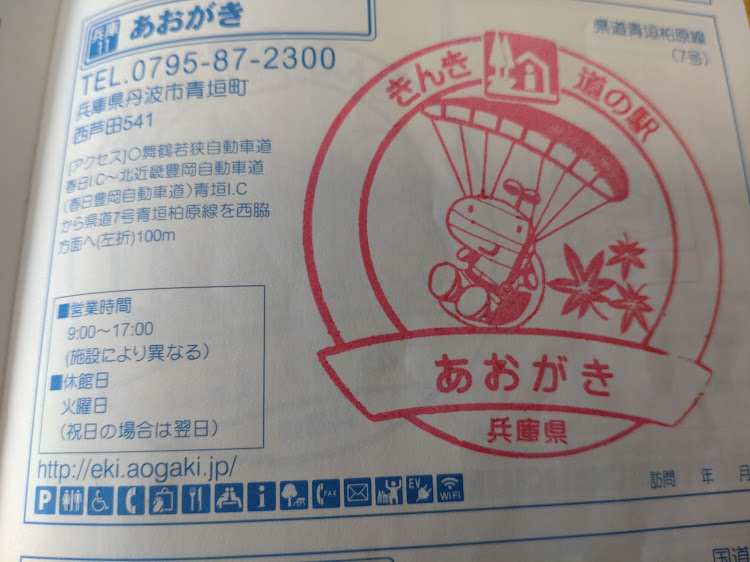 兵庫
11
あおがき
TEL.0795-87-2300
兵庫県丹波市青垣町
西芦田541
[アクセス]○舞鶴若狭自動車道
春日I.C~北近畿豊岡自動車道
(春日豊岡自動車道)青垣I.C
から県道7号青垣柏原線を西脇
方面へ(左折)100m
■営業時間
9:00~17:00
(施設により異なる)
■休館日
火曜日
(祝日の場合は翌日)
http://eki.aogaki.jp/
P
i
FAX
EV
WiFi
県道青垣柏原線
(7号)
きんき
道の駅
あおがき
兵庫県
訪問 年 月
国道